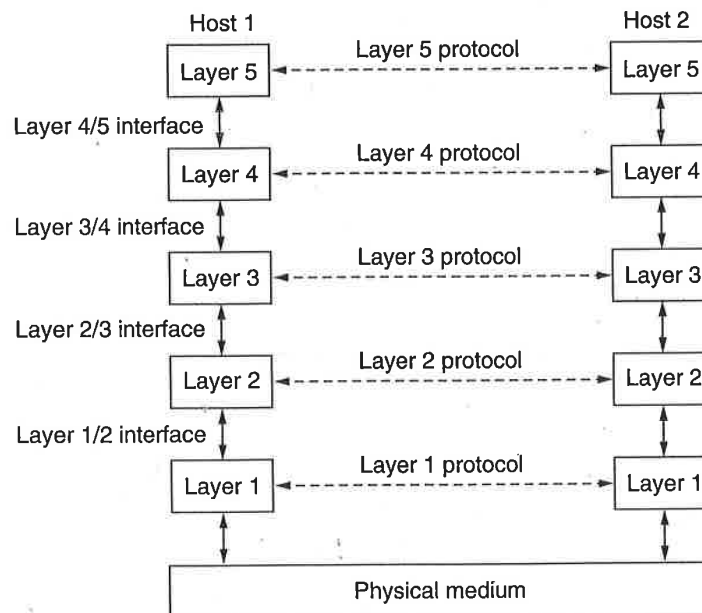 Host 1
Host 2
Layer 5 protocol
Layer 5
Layer 5
Layer 4/5 interface
Layer 4 protocol
Layer 4
Layer 4
Layer 3/4 interface
Layer 3 protocol
Layer 3
Layer 3
Layer 2/3 interface
Layer 2 protocol
Layer 2
Layer 2
Layer 1/2 interface
Layer 1 protocol
Layer 1
Layer 1
Physical medium